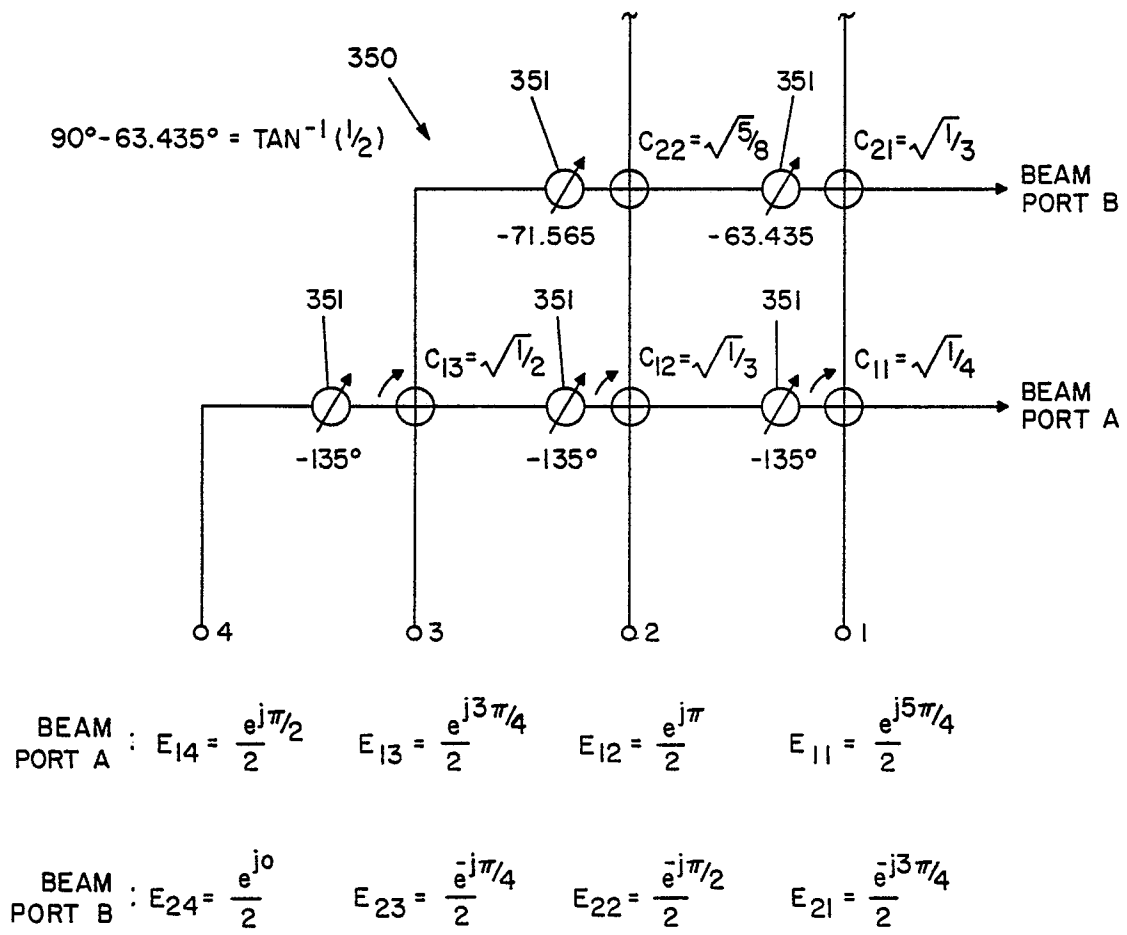 350
351
351
90°-63.435° = TAN⁻¹(1/2)
C22=√5/8
C21=√1/3
BEAM
PORT B
-71.565
-63.435
351
351
351
C13=√1/2
C12=√1/3
C11=√1/4
BEAM
PORT A
-135°
-135°
-135°
4
3
2
1
BEAM
PORT A : E14 = e^jπ/2 / 2 E13 = e^j3π/4 / 2 E12 = e^jπ / 2 E11 = e^j5π/4 / 2
BEAM
PORT B : E24 = e^jo / 2 E23 = e^-jπ/4 / 2 E22 = e^-jπ/2 / 2 E21 = e^-j3π/4 / 2